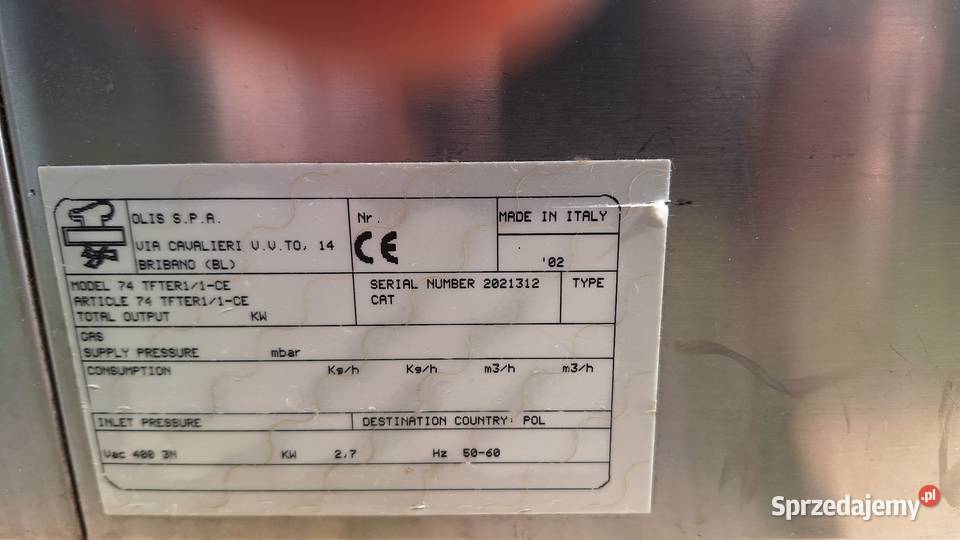 OLIS S.P.A.
VIA CAVALIERI V.V.TO, 14
BRIBANO (BL)
Nr.
CE
MADE IN ITALY
'02
MODEL 74 TFTER1/1-CE
ARTICLE 74 TFTER1/1-CE
TOTAL OUTPUT KW
SERIAL NUMBER 2021312
CAT
TYPE
GAS
SUPPLY PRESSURE mbar
CONSUMPTION Kg/h Kg/h m3/h m3/h
INLET PRESSURE
DESTINATION COUNTRY: POL
Vac 400 3N KW 2,7 Hz 50-60
Sprzedajemy.pl